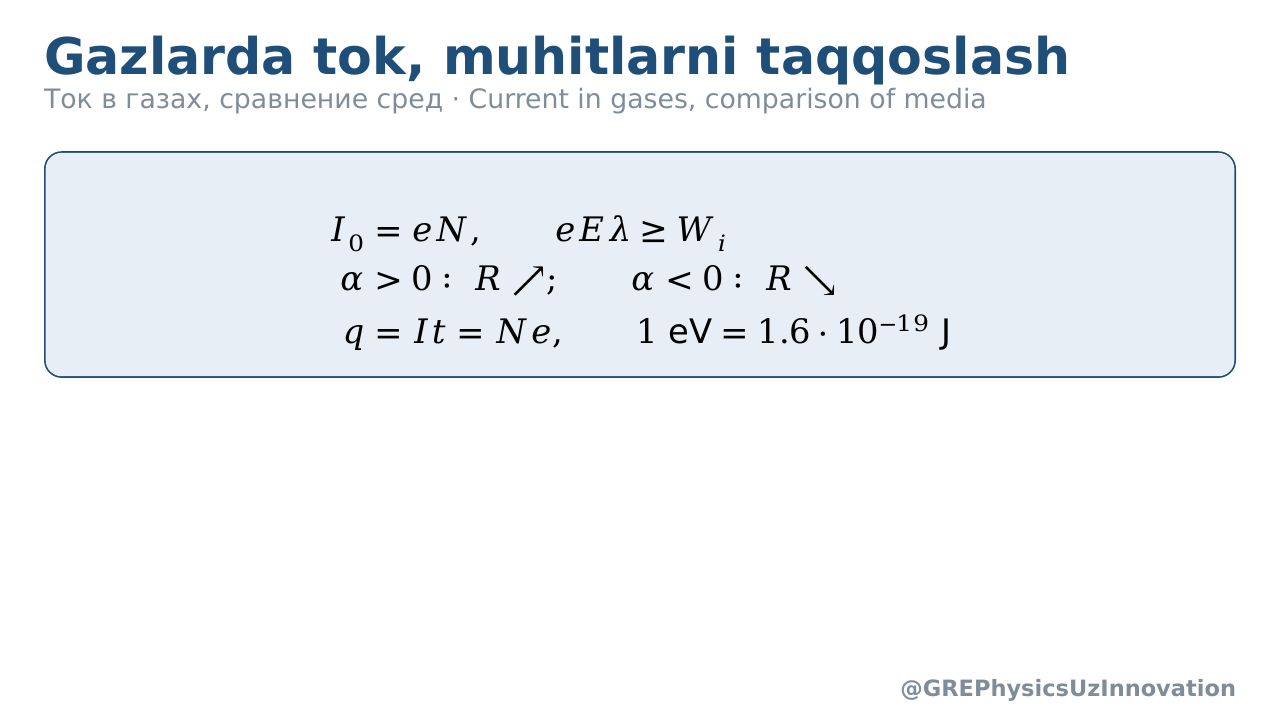 Gazlarda tok, muhitlarni taqqoslash
Ток в газах, сравнение сред · Current in gases, comparison of media
I₀ = eN, eEλ ≥ Wᵢ
α > 0 : R ↗; α < 0 : R ↘
q = It = Ne, 1 eV = 1.6 · 10⁻¹⁹ J
@GREPhysicsUzInnovation